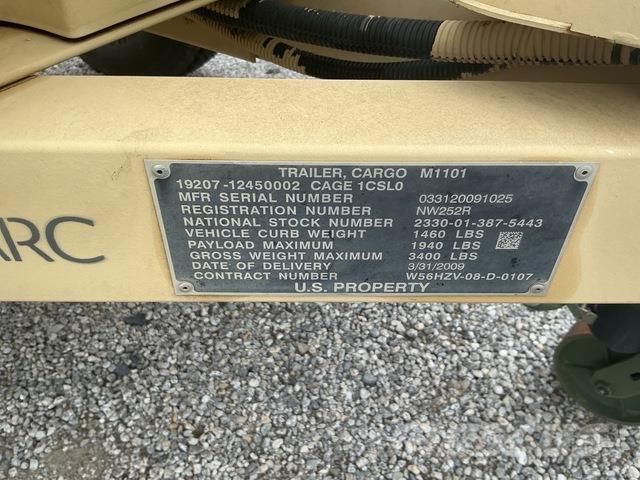 TRAILER, CARGO M1101
19207-12450002 CAGE 1CSL0
MFR SERIAL NUMBER 033120091025
REGISTRATION NUMBER NW252R
NATIONAL STOCK NUMBER 2330-01-387-5443
VEHICLE CURB WEIGHT 1460 LBS
PAYLOAD MAXIMUM 1940 LBS
GROSS WEIGHT MAXIMUM 3400 LBS
DATE OF DELIVERY 3/31/2009
CONTRACT NUMBER W56HZV-08-D-0107
U.S. PROPERTY
ARC